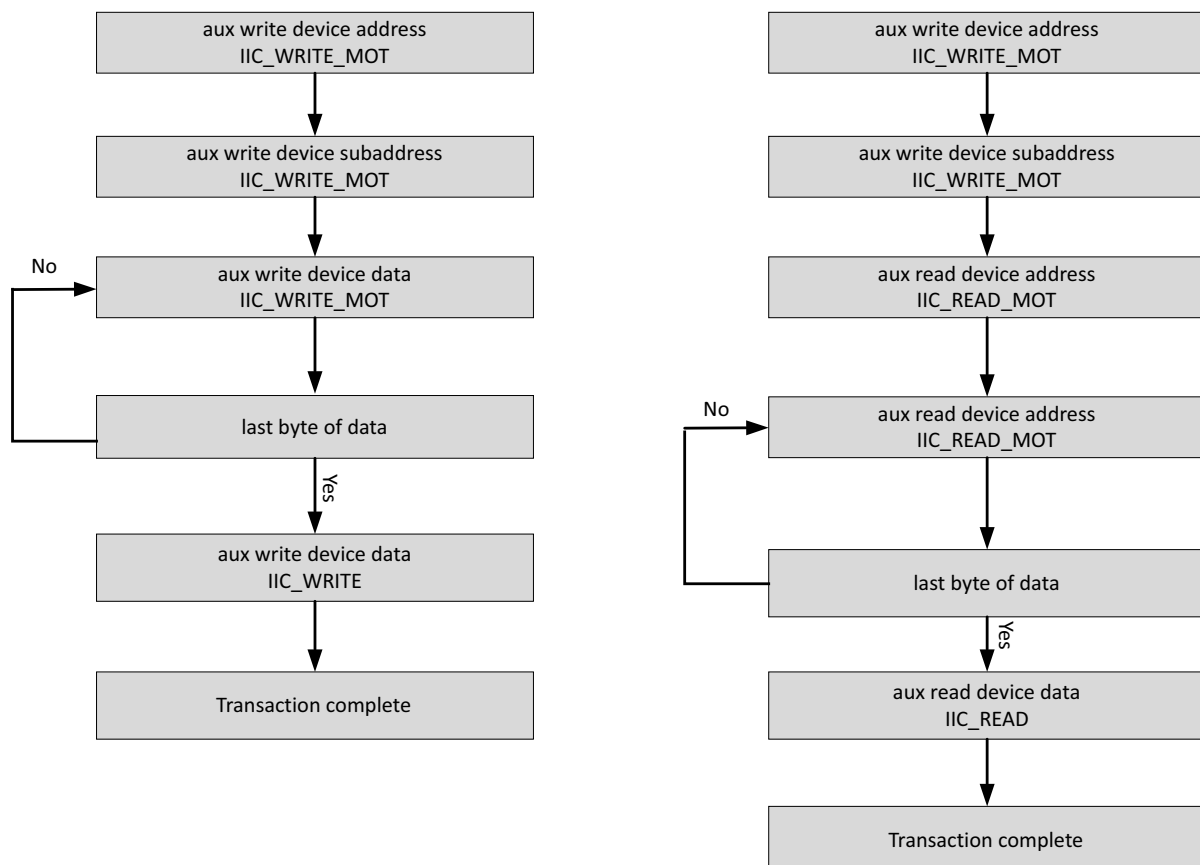 aux write device address
IIC_WRITE_MOT
aux write device subaddress
IIC_WRITE_MOT
No
aux write device data
IIC_WRITE_MOT
last byte of data
Yes
aux write device data
IIC_WRITE
Transaction complete
aux write device address
IIC_WRITE_MOT
aux write device subaddress
IIC_WRITE_MOT
aux read device address
IIC_READ_MOT
No
aux read device address
IIC_READ_MOT
last byte of data
Yes
aux read device data
IIC_READ
Transaction complete